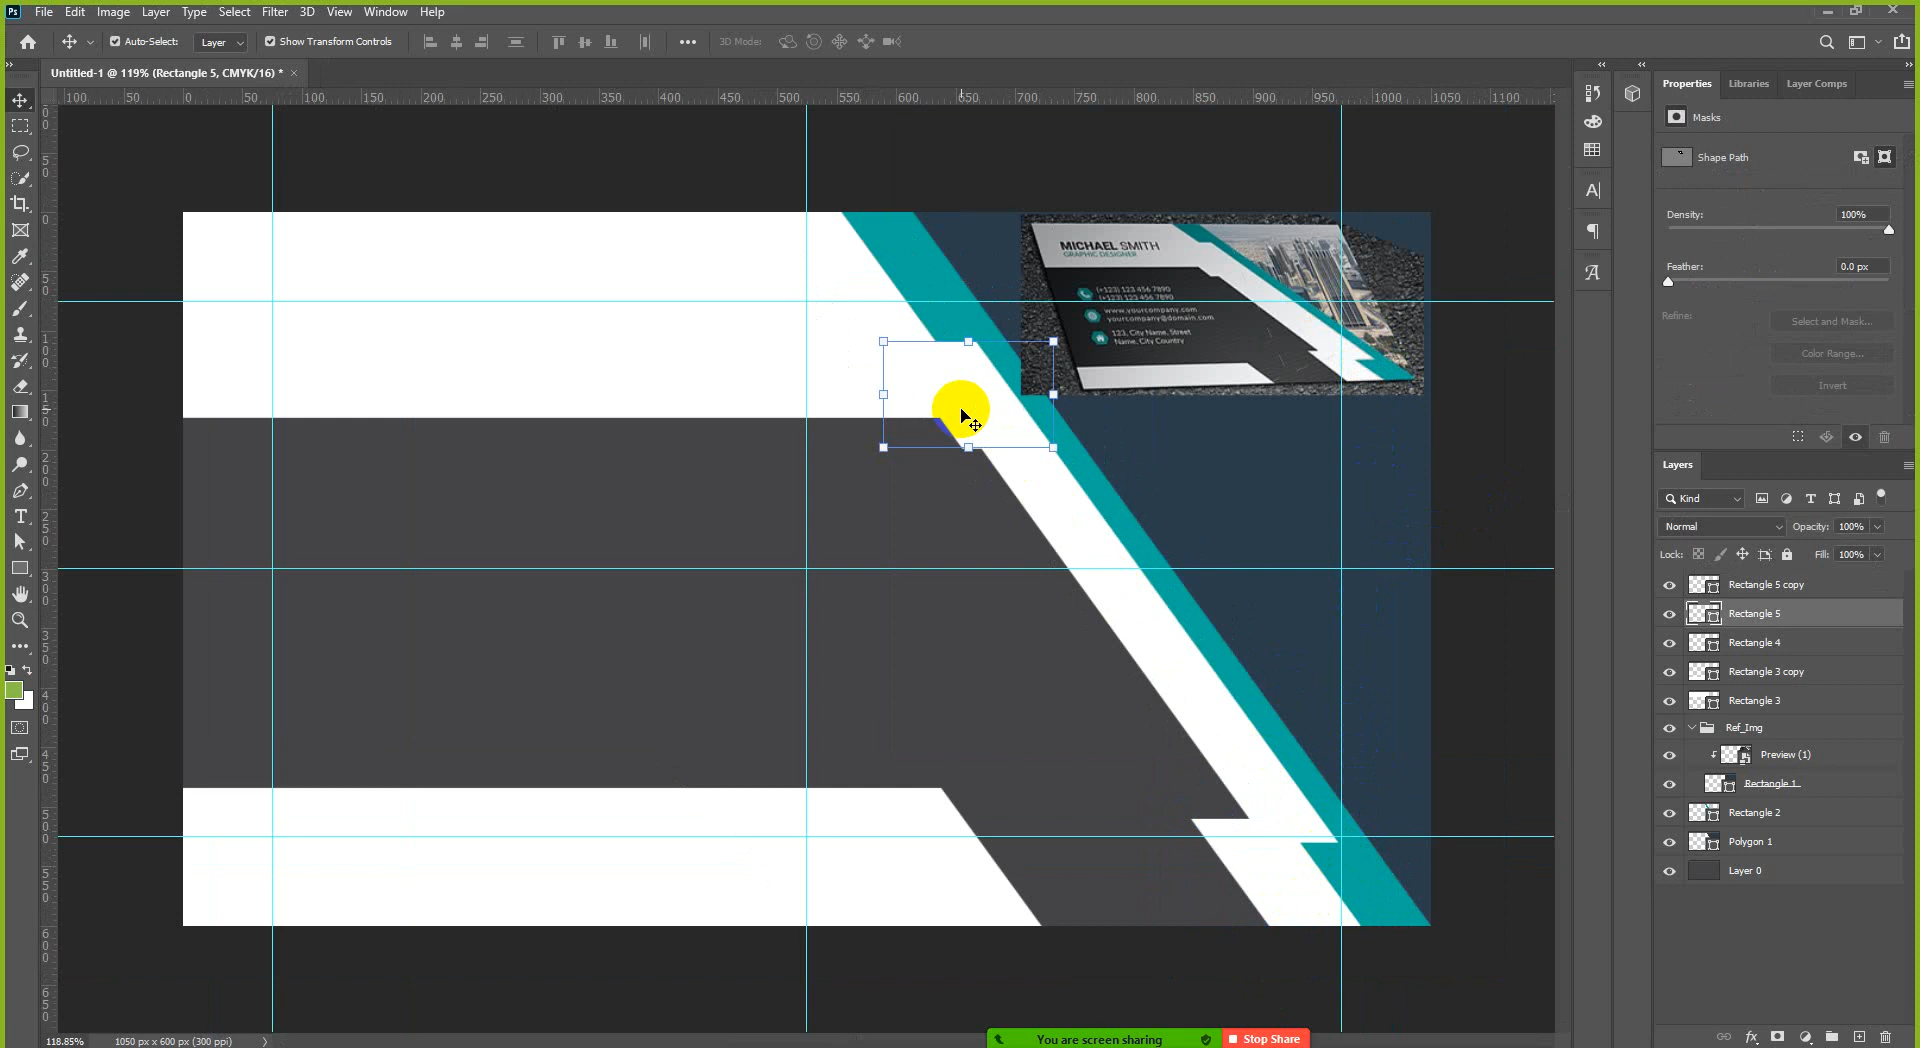 Ps File Edit Image Layer Type Select Filter 3D View Window Help
Auto-Select: Layer Show Transform Controls 3D Mode:
Untitled-1 @ 119% (Rectangle 5, CMYK/16) * ×
100 50 0 50 100 150 200 250 300 350 400 450 500 550 600 650 700 750 800 850 900 950 1000 1050 1100
Properties Libraries Layer Comps
Masks
Shape Path
Density: 100%
Feather: 0.0 px
Refine: Select and Mask...
Color Range...
Invert
MICHAEL SMITH
GRAPHIC DESIGNER
(+123) 123 456 7890
(+123) 123 456 7890
www.yourcompany.com
yourcompany@domain.com
123, City Name, Street
Name, City Country
Layers
Kind
Normal Opacity: 100%
Lock: Fill: 100%
Rectangle 5 copy
Rectangle 5
Rectangle 4
Rectangle 3 copy
Rectangle 3
Ref_Img
Preview (1)
Rectangle 1
Rectangle 2
Polygon 1
Layer 0
118.85% 1050 px x 600 px (300 ppi)
You are screen sharing Stop Share